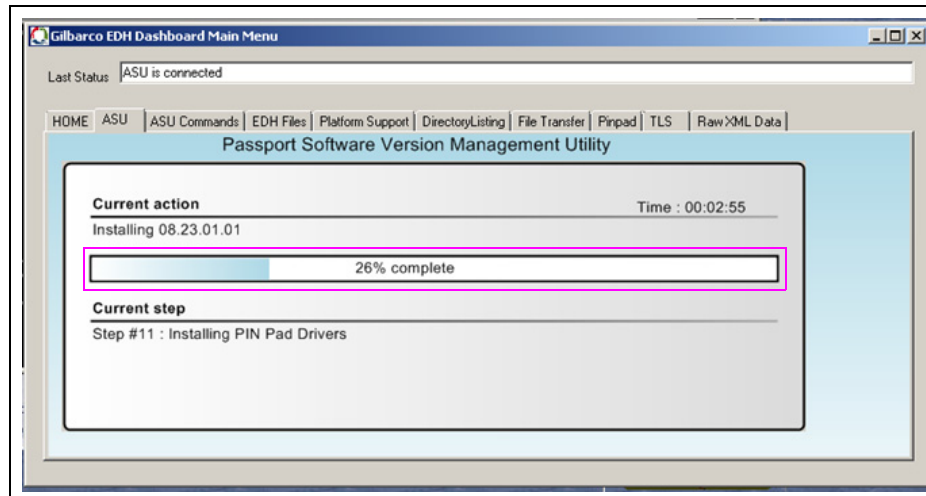 Gilbarco EDH Dashboard Main Menu
Last Status ASU is connected
HOME ASU ASU Commands EDH Files Platform Support DirectoryListing File Transfer Pinpad TLS Raw XML Data
Passport Software Version Management Utility
Current action Time : 00:02:55
Installing 08.23.01.01
26% complete
Current step
Step #11 : Installing PIN Pad Drivers